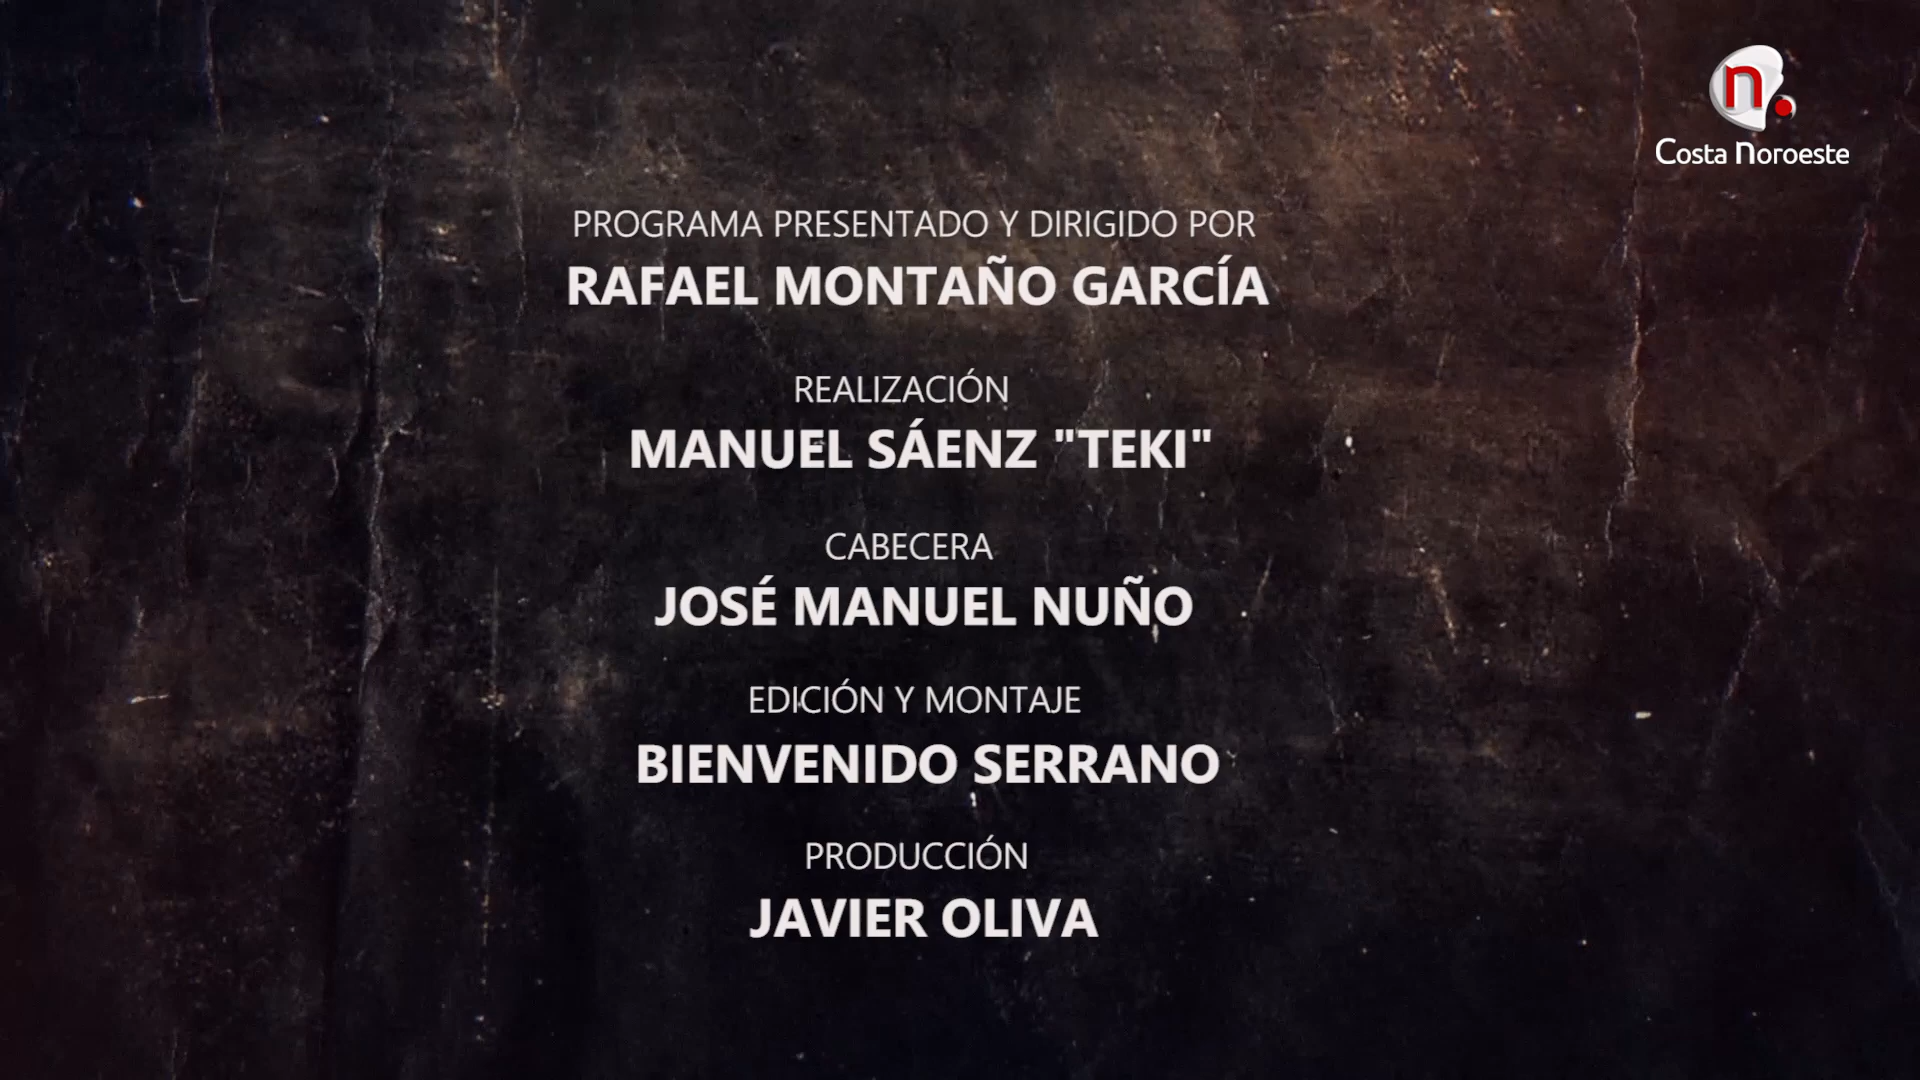 n.
Costa Noroeste
PROGRAMA PRESENTADO Y DIRIGIDO POR
RAFAEL MONTAÑO GARCÍA
REALIZACIÓN
MANUEL SÁENZ "TEKI"
CABECERA
JOSÉ MANUEL NUÑO
EDICIÓN Y MONTAJE
BIENVENIDO SERRANO
PRODUCCIÓN
JAVIER OLIVA